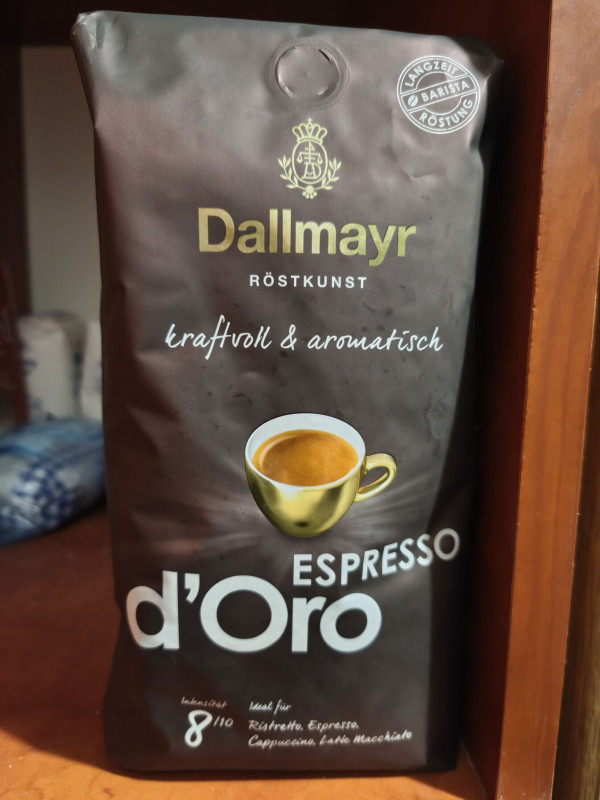 LANGZEIT
BARISTA
RÖSTUNG
Dallmayr
RÖSTKUNST
kraftvoll & aromatisch
ESPRESSO
d'Oro
Intensität
8/10
Ideal für
Ristretto, Espresso,
Cappuccino, Latte Macchiato